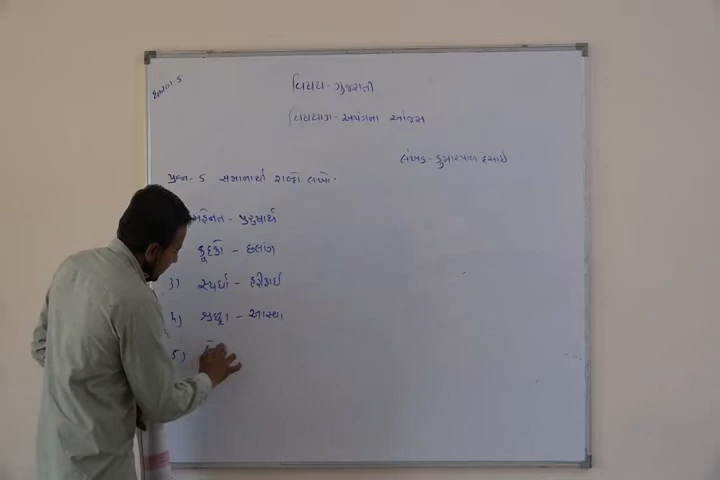 ધોરણ-૬
વિષય-ગુજરાતી
વિષયાંગ-અપંગના ઓજસ
લેખક-કુમારપાળ દેસાઈ
પ્રશ્ન-5 સમાનાર્થી શબ્દો લખો.
મહેનત-પુરુષાર્થ
કૂદકો - છલાંગ
3) સ્પર્ધા - હરીફાઈ
4) શ્રદ્ધા - આસ્થા
5)